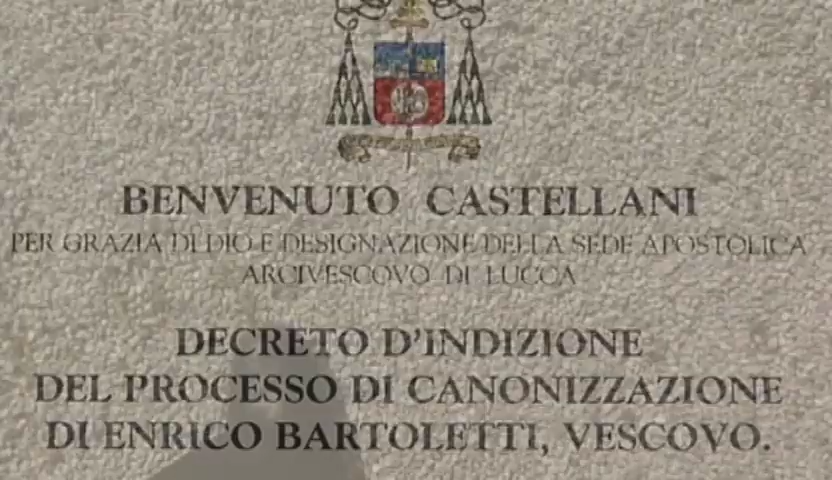 BENVENUTO CASTELLANI
PER GRAZIA DI DIO E DESIGNAZIONE DELLA SEDE APOSTOLICA
ARCIVESCOVO DI LUCCA
DECRETO D'INDIZIONE
DEL PROCESSO DI CANONIZZAZIONE
DI ENRICO BARTOLETTI, VESCOVO.